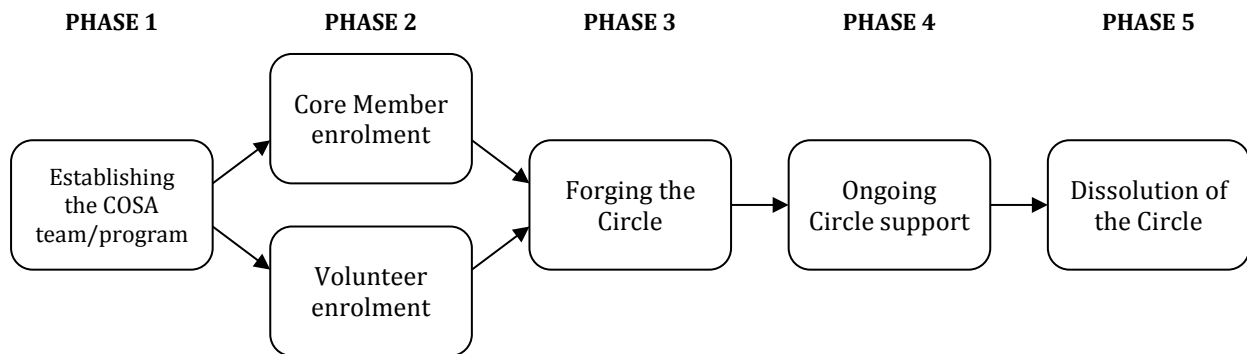 PHASE 1
PHASE 2
PHASE 3
PHASE 4
PHASE 5
Establishing
the COSA
team/program
Core Member
enrolment
Volunteer
enrolment
Forging the
Circle
Ongoing
Circle support
Dissolution of
the Circle